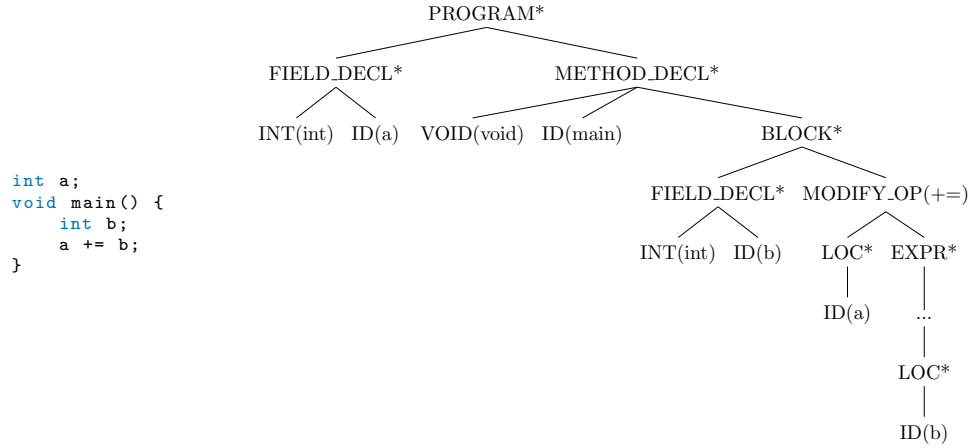 PROGRAM*
FIELD_DECL* METHOD_DECL*
INT(int) ID(a) VOID(void) ID(main) BLOCK*
int a;
void main() {
    int b;
    a += b;
}
FIELD_DECL* MODIFY_OP(+=)
INT(int) ID(b) LOC* EXPR*
ID(a) ...
LOC*
ID(b)